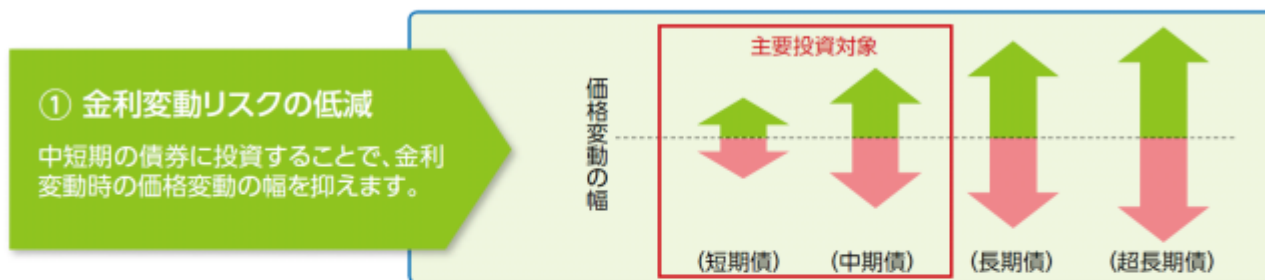 ① 金利変動リスクの低減
中短期の債券に投資することで、金利
変動時の価格変動の幅を抑えます。
主要投資対象
価格変動の幅
(短期債)
(中期債)
(長期債)
(超長期債)